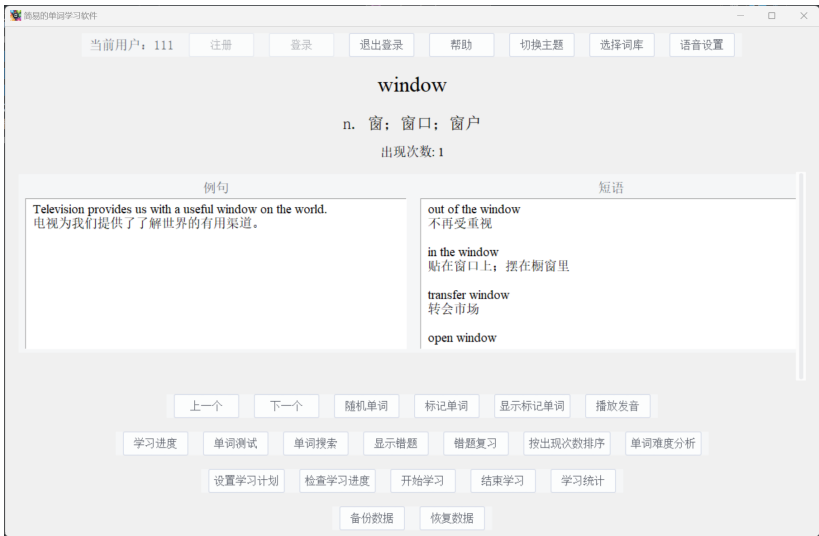 简易的单词学习软件
当前用户：111 注册 登录 退出登录 帮助 切换主题 选择词库 语音设置
window
n. 窗；窗口；窗户
出现次数: 1
例句
Television provides us with a useful window on the world.
电视为我们提供了了解世界的有用渠道。
短语
out of the window
不再受重视
in the window
贴在窗口上；摆在橱窗里
transfer window
转会市场
open window
上一个 下一个 随机单词 标记单词 显示标记单词 播放发音
学习进度 单词测试 单词搜索 显示错题 错题复习 按出现次数排序 单词难度分析
设置学习计划 检查学习进度 开始学习 结束学习 学习统计
备份数据 恢复数据